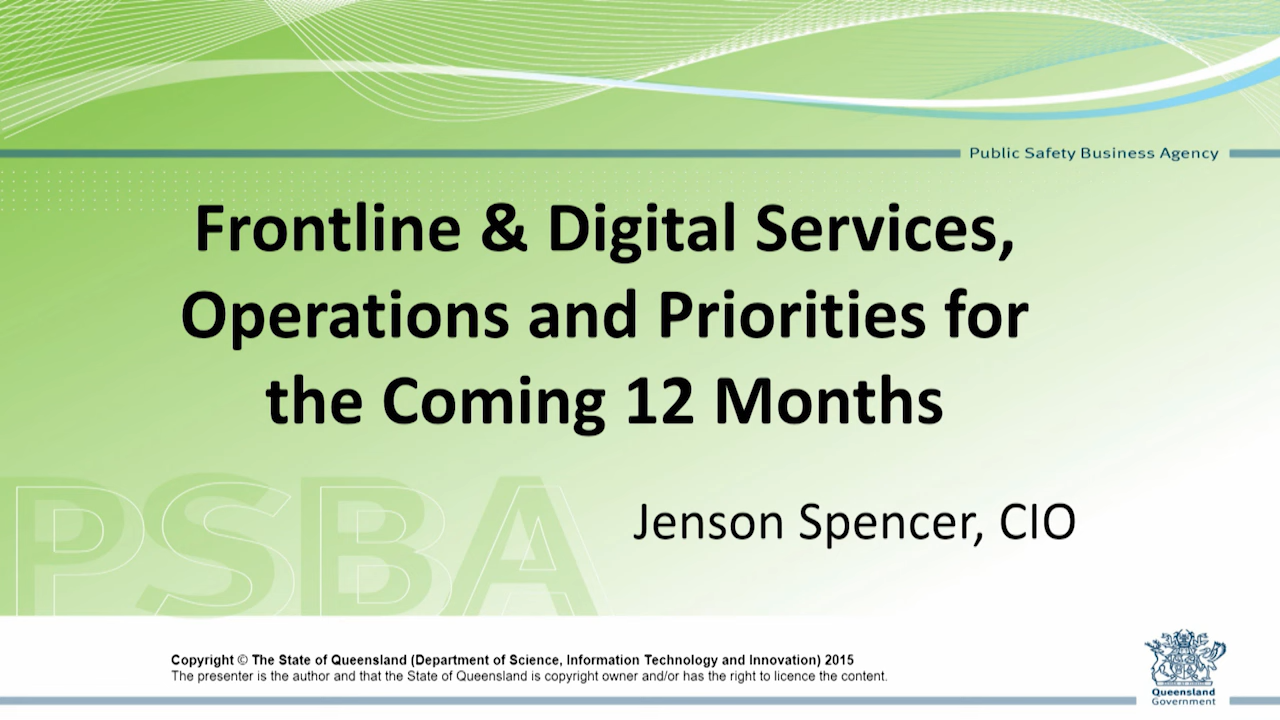 Public Safety Business Agency
Frontline & Digital Services,
Operations and Priorities for
the Coming 12 Months
PSBA
Jenson Spencer, CIO
Copyright © The State of Queensland (Department of Science, Information Technology and Innovation) 2015
The presenter is the author and that the State of Queensland is copyright owner and/or has the right to licence the content.
Queensland
Government